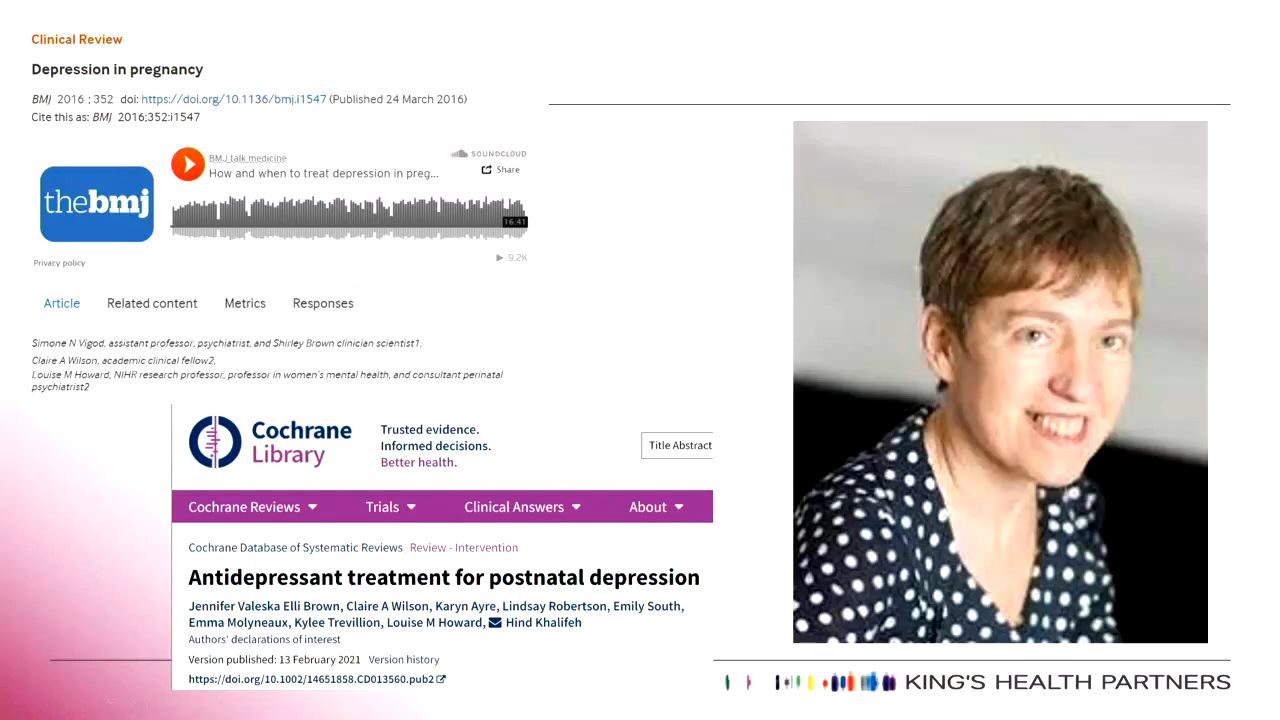 Clinical Review
Depression in pregnancy
BMJ 2016 ; 352 doi: https://doi.org/10.1136/bmj.i1547 (Published 24 March 2016)
Cite this as: BMJ 2016;352:i1547
BMJ talk medicine
SOUNDCLOUD
How and when to treat depression in preg...
Share
thebmj
16:41
Privacy policy
9.2K
Article Related content Metrics Responses
Simone N Vigod, assistant professor, psychiatrist, and Shirley Brown clinician scientist1,
Claire A Wilson, academic clinical fellow2,
Louise M Howard, NIHR research professor, professor in women's mental health, and consultant perinatal
psychiatrist2
Cochrane
Library
Trusted evidence.
Informed decisions.
Better health.
Title Abstract
Cochrane Reviews Trials Clinical Answers About
Cochrane Database of Systematic Reviews Review - Intervention
Antidepressant treatment for postnatal depression
Jennifer Valeska Elli Brown, Claire A Wilson, Karyn Ayre, Lindsay Robertson, Emily South,
Emma Molyneaux, Kylee Trevillion, Louise M Howard, Hind Khalifeh
Authors' declarations of interest
Version published: 13 February 2021 Version history
https://doi.org/10.1002/14651858.CD013560.pub2
KING'S HEALTH PARTNERS